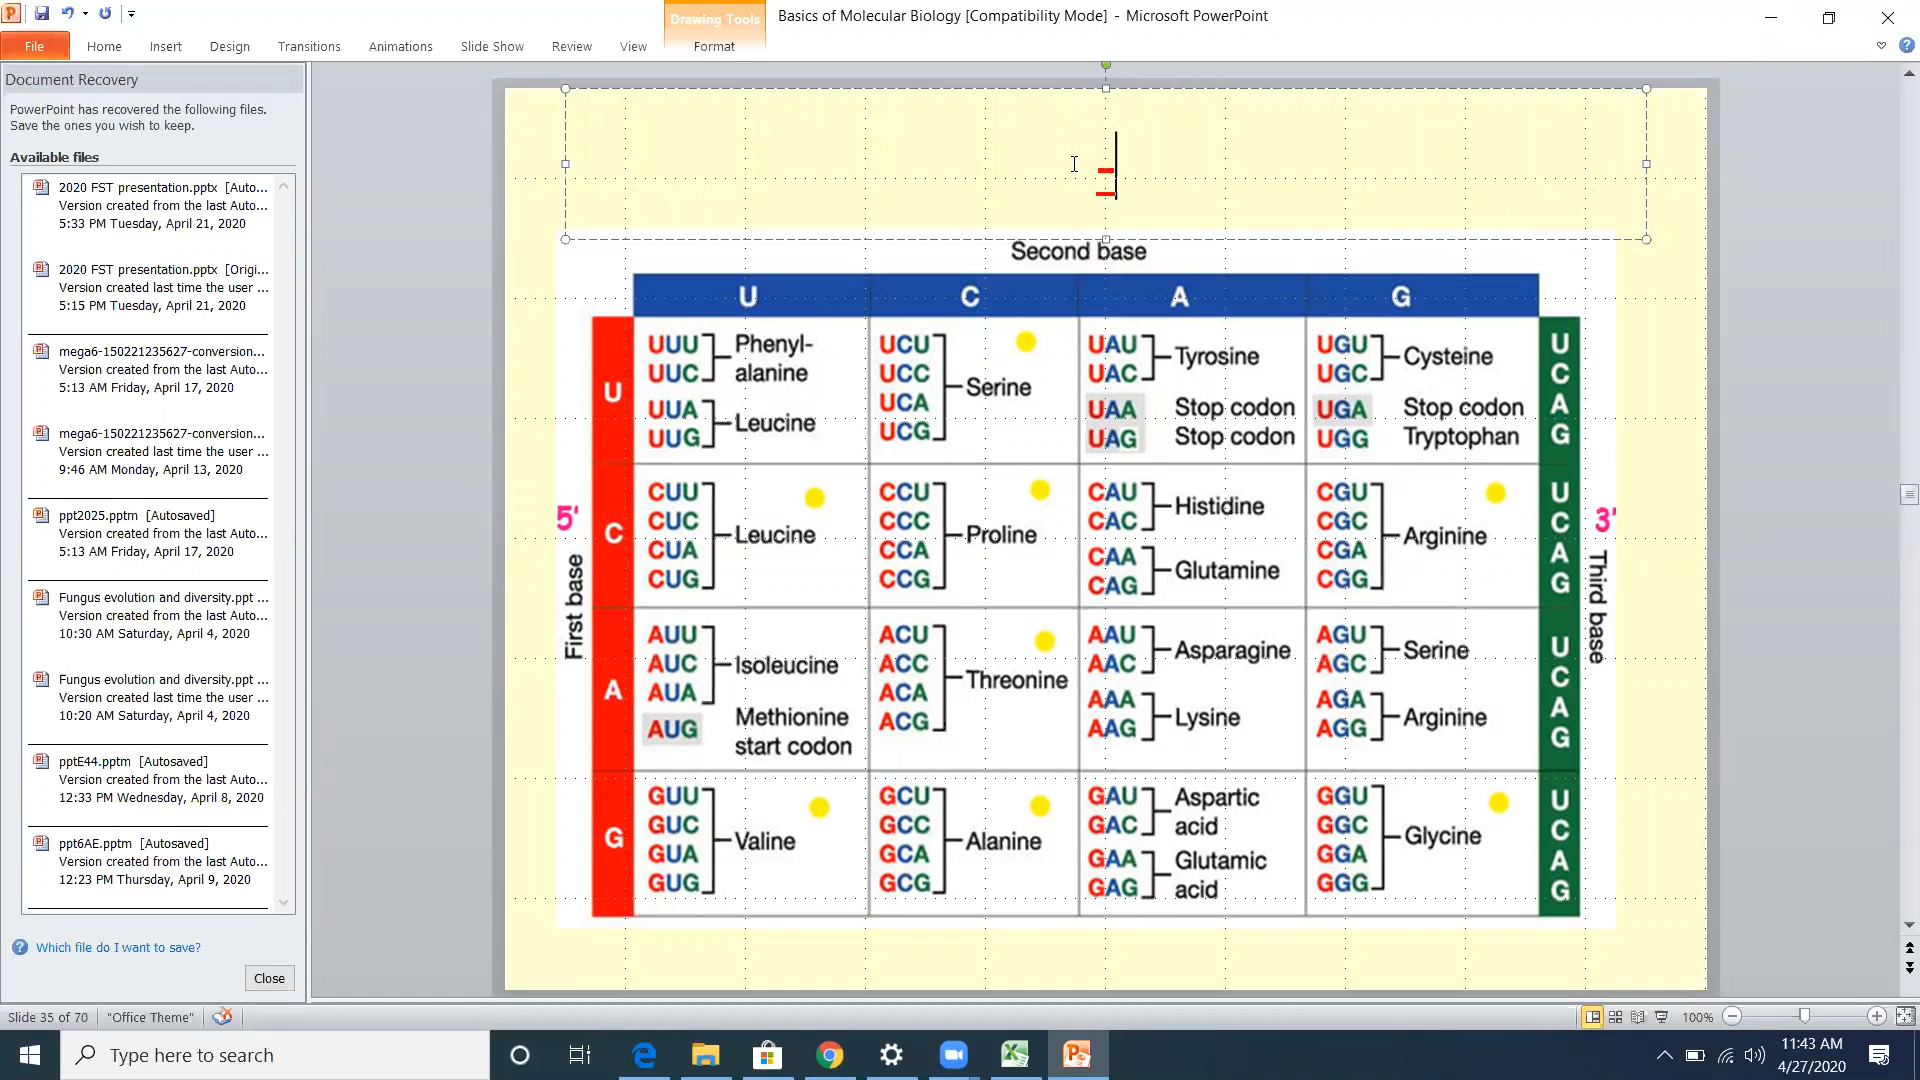 Drawing Tools
Basics of Molecular Biology [Compatibility Mode] - Microsoft PowerPoint
File Home Insert Design Transitions Animations Slide Show Review View Format
Document Recovery
PowerPoint has recovered the following files.
Save the ones you wish to keep.
Available files
2020 FST presentation.pptx [Auto...
Version created from the last Auto...
5:33 PM Tuesday, April 21, 2020
2020 FST presentation.pptx [Origi...
Version created last time the user ...
5:15 PM Tuesday, April 21, 2020
mega6-150221235627-conversion...
Version created from the last Auto...
5:13 AM Friday, April 17, 2020
mega6-150221235627-conversion...
Version created last time the user ...
9:46 AM Monday, April 13, 2020
ppt2025.pptm [Autosaved]
Version created from the last Auto...
5:13 AM Friday, April 17, 2020
Fungus evolution and diversity.ppt ...
Version created from the last Auto...
10:30 AM Saturday, April 4, 2020
Fungus evolution and diversity.ppt ...
Version created last time the user ...
10:20 AM Saturday, April 4, 2020
pptE44.pptm [Autosaved]
Version created from the last Auto...
12:33 PM Wednesday, April 8, 2020
ppt6AE.pptm [Autosaved]
Version created from the last Auto...
12:23 PM Thursday, April 9, 2020
Which file do I want to save?
Close
Second base
U C A G
5'
First base
U
UUU
UUC
Phenyl-
alanine
UUA
UUG
Leucine
UCU
UCC
UCA
UCG
Serine
UAU
UAC
Tyrosine
UAA Stop codon
UAG Stop codon
UGU
UGC
Cysteine
UGA Stop codon
UGG Tryptophan
U
C
A
G
C
CUU
CUC
CUA
CUG
Leucine
CCU
CCC
CCA
CCG
Proline
CAU
CAC
Histidine
CAA
CAG
Glutamine
CGU
CGC
CGA
CGG
Arginine
U
C
A
G
A
AUU
AUC
AUA
Isoleucine
AUG
Methionine
start codon
ACU
ACC
ACA
ACG
Threonine
AAU
AAC
Asparagine
AAA
AAG
Lysine
AGU
AGC
Serine
AGA
AGG
Arginine
U
C
A
G
G
GUU
GUC
GUA
GUG
Valine
GCU
GCC
GCA
GCG
Alanine
GAU
GAC
Aspartic
acid
GAA
GAG
Glutamic
acid
GGU
GGC
GGA
GGG
Glycine
U
C
A
G
3'
Third base
Slide 35 of 70 "Office Theme" 100%
Type here to search
11:43 AM
4/27/2020